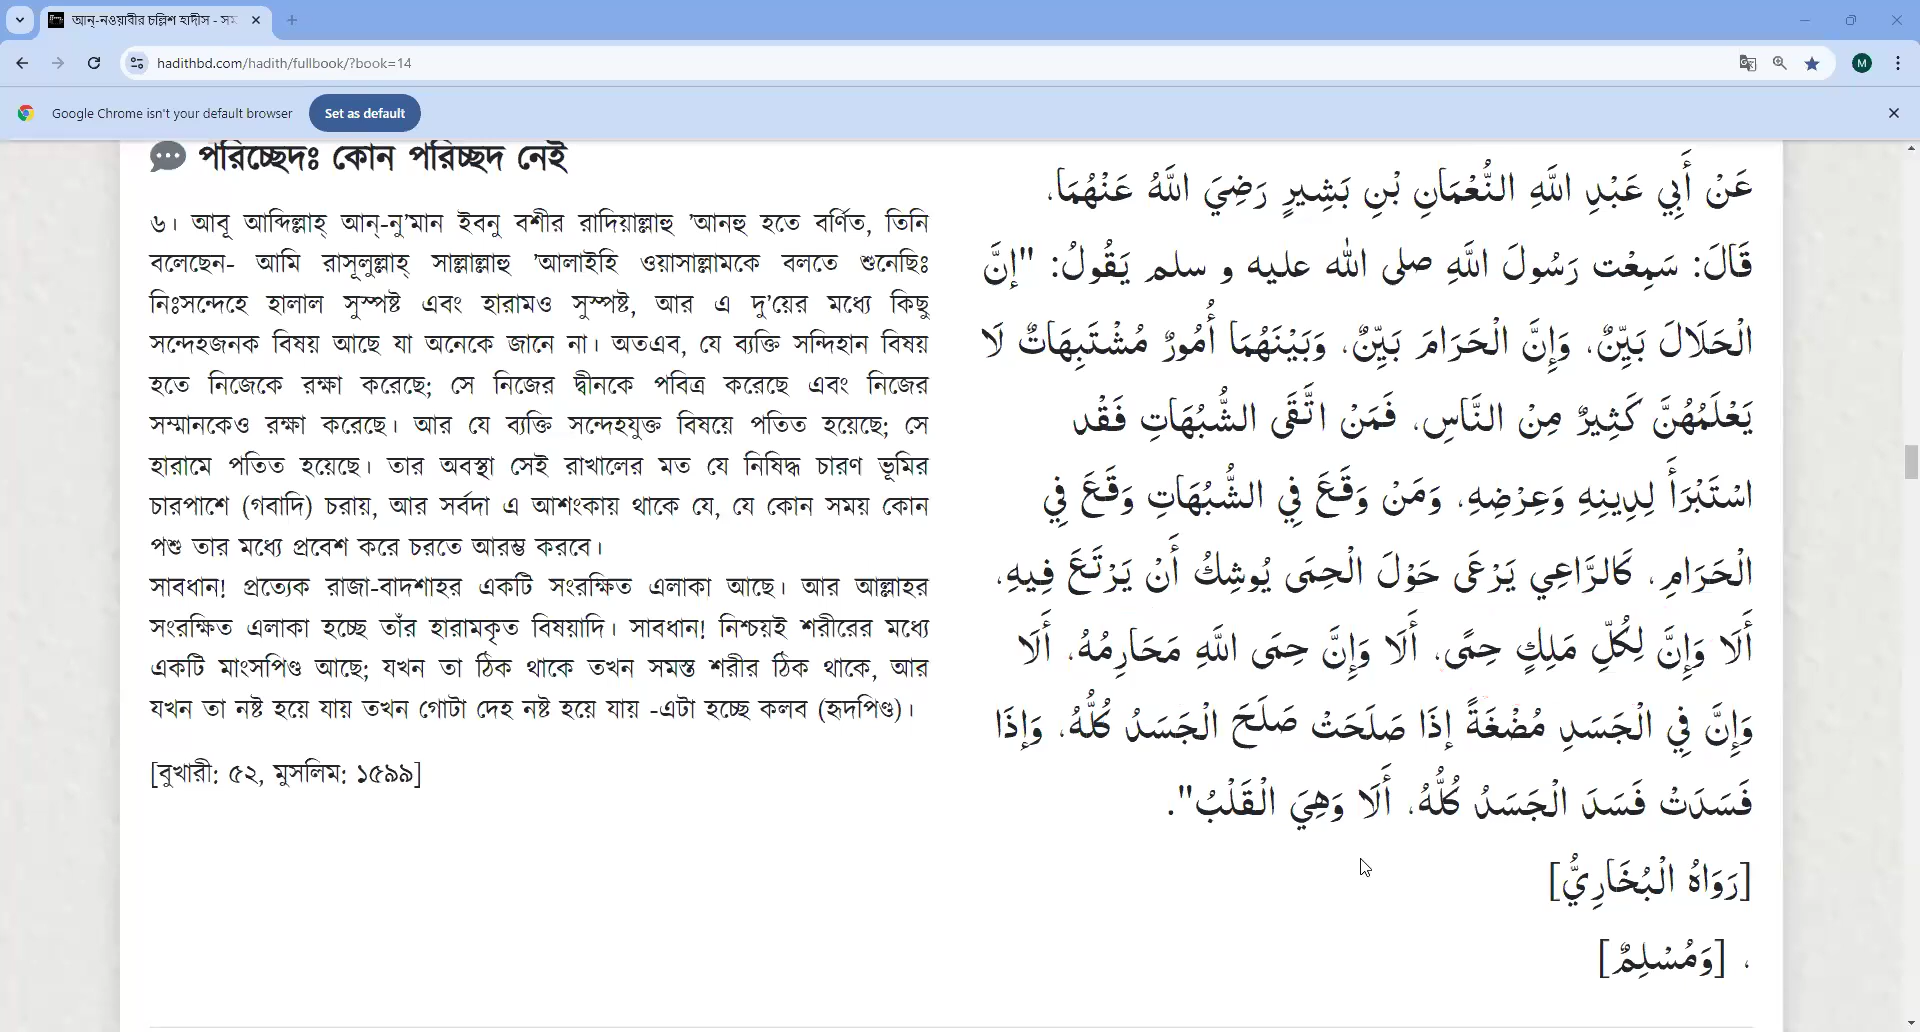 আন্-নওয়াবীর চল্লিশ হাদীস - সম
hadithbd.com/hadith/fullbook/?book=14
M
Google Chrome isn't your default browser
Set as default
পরিচ্ছেদঃ কোন পরিচ্ছদ নেই
৬। আবূ আব্দিল্লাহ্ আন্-নু'মান ইবনু বশীর রাদিয়াল্লাহু 'আনহু হতে বর্ণিত, তিনি
বলেছেন- আমি রাসূলুল্লাহ্ সাল্লাল্লাহু 'আলাইহি ওয়াসাল্লামকে বলতে শুনেছিঃ
নিঃসন্দেহে হালাল সুস্পষ্ট এবং হারামও সুস্পষ্ট, আর এ দু'য়ের মধ্যে কিছু
সন্দেহজনক বিষয় আছে যা অনেকে জানে না। অতএব, যে ব্যক্তি সন্দিহান বিষয়
হতে নিজেকে রক্ষা করেছে; সে নিজের দ্বীনকে পবিত্র করেছে এবং নিজের
সম্মানকেও রক্ষা করেছে। আর যে ব্যক্তি সন্দেহযুক্ত বিষয়ে পতিত হয়েছে; সে
হারামে পতিত হয়েছে। তার অবস্থা সেই রাখালের মত যে নিষিদ্ধ চারণ ভূমির
চারপাশে (গবাদি) চরায়, আর সর্বদা এ আশংকায় থাকে যে, যে কোন সময় কোন
পশু তার মধ্যে প্রবেশ করে চরতে আরম্ভ করবে।
সাবধান! প্রত্যেক রাজা-বাদশাহর একটি সংরক্ষিত এলাকা আছে। আর আল্লাহর
সংরক্ষিত এলাকা হচ্ছে তাঁর হারামকৃত বিষয়াদি। সাবধান! নিশ্চয়ই শরীরের মধ্যে
একটি মাংসপিণ্ড আছে; যখন তা ঠিক থাকে তখন সমস্ত শরীর ঠিক থাকে, আর
যখন তা নষ্ট হয়ে যায় তখন গোটা দেহ নষ্ট হয়ে যায় -এটা হচ্ছে কলব (হৃদপিণ্ড)।
[বুখারী: ৫২, মুসলিম: ১৫৯৯]
عَنْ أَبِي عَبْدِ اللَّهِ النُّعْمَانِ بْنِ بَشِيرٍ رَضِيَ اللَّهُ عَنْهُمَا،
قَالَ: سَمِعْت رَسُولَ اللَّهِ صلى الله عليه و سلم يَقُولُ: "إنَّ
الْحَلَالَ بَيِّنٌ، وَإِنَّ الْحَرَامَ بَيِّنٌ، وَبَيْنَهُمَا أُمُورٌ مُشْتَبِهَاتٌ لَا
يَعْلَمُهُنَّ كَثِيرٌ مِنْ النَّاسِ، فَمَنْ اتَّقَى الشُّبُهَاتِ فَقْد
اسْتَبْرَأَ لِدِينِهِ وَعِرْضِهِ، وَمَنْ وَقَعَ فِي الشُّبُهَاتِ وَقَعَ فِي
الْحَرَامِ، كَالرَّاعِي يَرْعَى حَوْلَ الْحِمَى يُوشِكُ أَنْ يَرْتَعَ فِيهِ،
أَلَا وَإِنَّ لِكُلِّ مَلِكٍ حِمًى، أَلَا وَإِنَّ حِمَى اللَّهِ مَحَارِمُهُ، أَلَا
وَإِنَّ فِي الْجَسَدِ مُضْغَةً إذَا صَلَحَتْ صَلَحَ الْجَسَدُ كُلُّهُ، وَإذَا
فَسَدَتْ فَسَدَ الْجَسَدُ كُلُّهُ، أَلَا وَهِيَ الْقَلْبُ".
[رَوَاهُ الْبُخَارِيُّ]
، [وَمُسْلِمٌ]